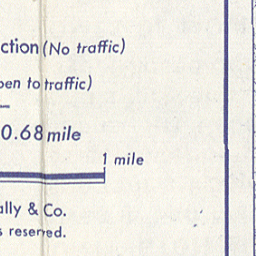 ction (No traffic)
pen to traffic)
0.68 mile
1 mile
ally & Co.
s reserved.